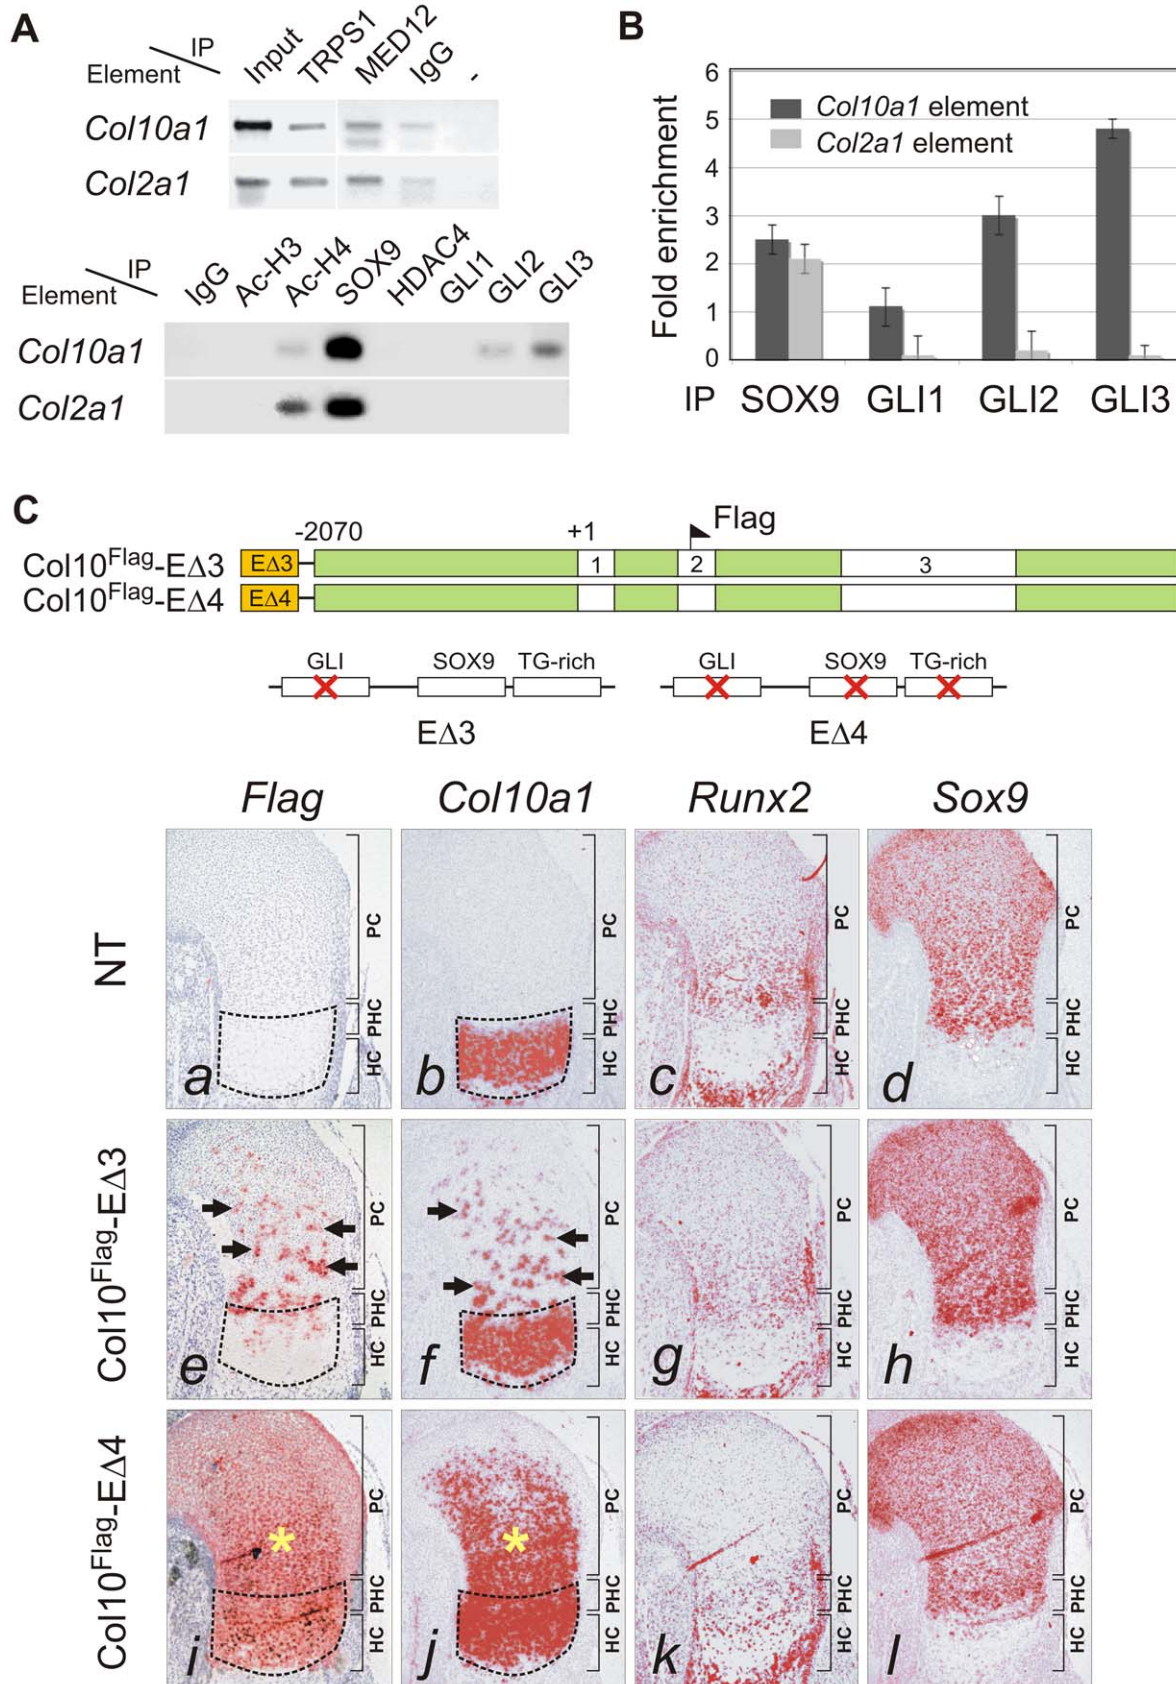 A
IP
Element
Input
TRPS1
MED12
IgG
-
Col10a1
Col2a1
IP
Element
IgG
Ac-H3
Ac-H4
SOX9
HDAC4
GLI1
GLI2
GLI3
Col10a1
Col2a1
B
Fold enrichment
6
5
4
3
2
1
0
Col10a1 element
Col2a1 element
IP SOX9 GLI1 GLI2 GLI3
C
-2070 +1 Flag
Col10Flag-EΔ3 EΔ3 1 2 3
Col10Flag-EΔ4 EΔ4
GLI SOX9 TG-rich GLI SOX9 TG-rich
EΔ3 EΔ4
Flag Col10a1 Runx2 Sox9
NT
PC PC PC PC
PHC PHC PHC PHC
HC HC HC HC
a b c d
Col10Flag-EΔ3
PC PC PC PC
PHC PHC PHC PHC
HC HC HC HC
e f g h
Col10Flag-EΔ4
* *
PC PC PC PC
PHC PHC PHC PHC
HC HC HC HC
i j k l